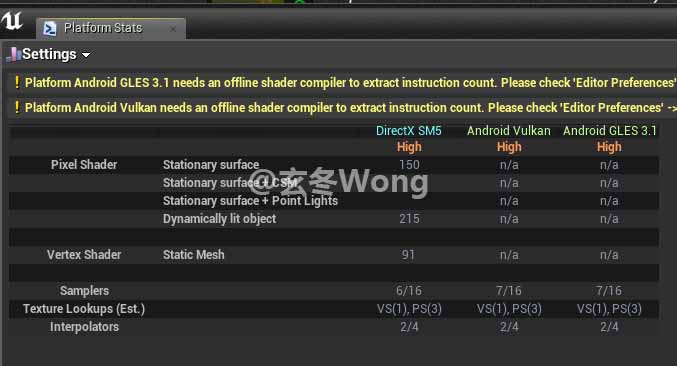 Platform Stats
Settings
! Platform Android GLES 3.1 needs an offline shader compiler to extract instruction count. Please check 'Editor Preferences'
! Platform Android Vulkan needs an offline shader compiler to extract instruction count. Please check 'Editor Preferences' ->
DirectX SM5 Android Vulkan Android GLES 3.1
High High High
Pixel Shader Stationary surface 150 n/a n/a
Stationary surface + CSM n/a n/a
Stationary surface + Point Lights n/a n/a
Dynamically lit object 215 n/a n/a
Vertex Shader Static Mesh 91 n/a n/a
Samplers 6/16 7/16 7/16
Texture Lookups (Est.) VS(1), PS(3) VS(1), PS(3) VS(1), PS(3)
Interpolators 2/4 2/4 2/4
@玄冬Wong